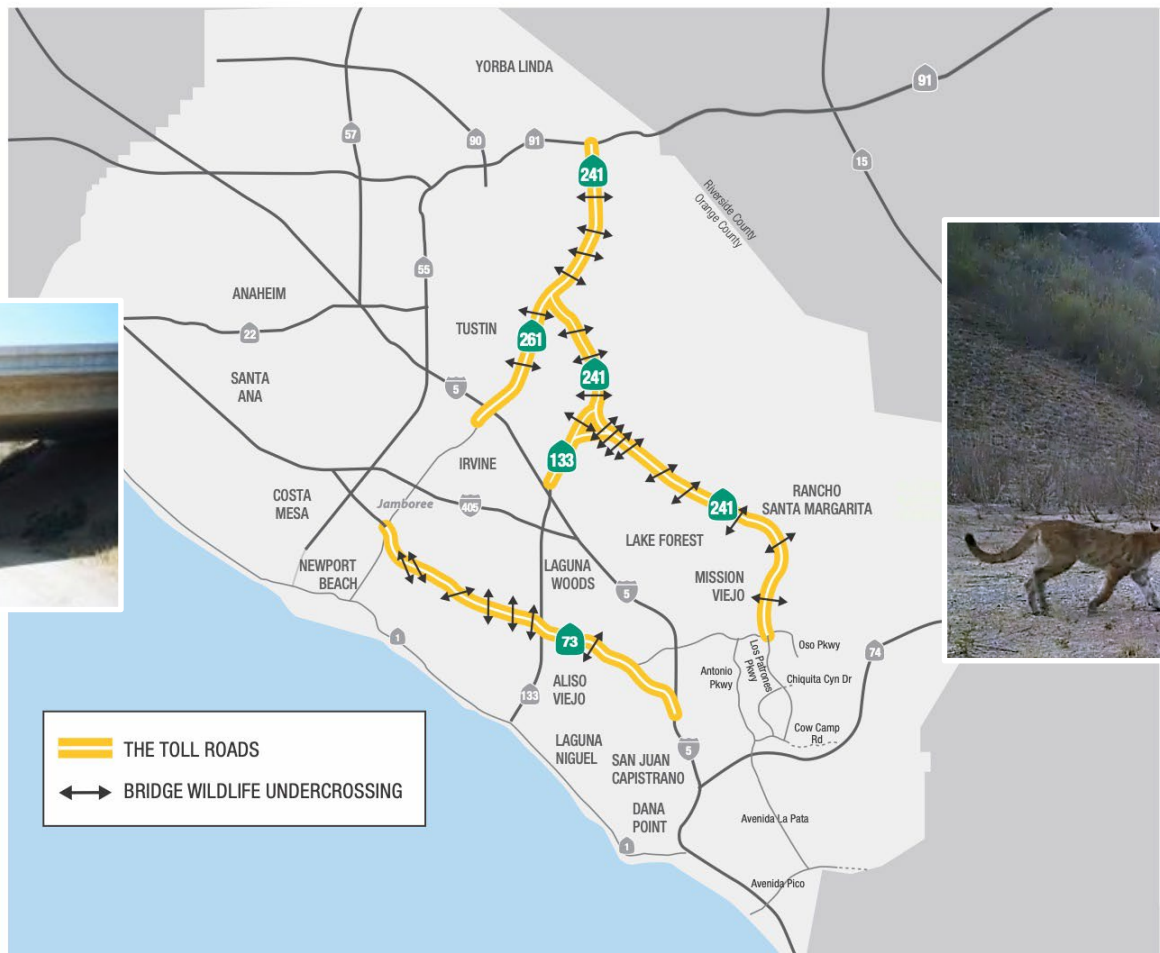 YORBA LINDA
91
57
90
91
241
15
Riverside County
Orange County
55
ANAHEIM
22
TUSTIN
261
SANTA
ANA
5
241
IRVINE
133
COSTA
MESA
Jamboree
405
241
RANCHO
SANTA MARGARITA
LAKE FOREST
NEWPORT
BEACH
LAGUNA
WOODS
MISSION
VIEJO
5
1
73
Oso Pkwy
74
Los Patrones
Pkwy
Antonio
Pkwy
Chiquita Cyn Dr
ALISO
VIEJO
133
Cow Camp
Rd
THE TOLL ROADS
LAGUNA
NIGUEL
5
SAN JUAN
CAPISTRANO
BRIDGE WILDLIFE UNDERCROSSING
DANA
POINT
Avenida La Pata
1
Avenida Pico